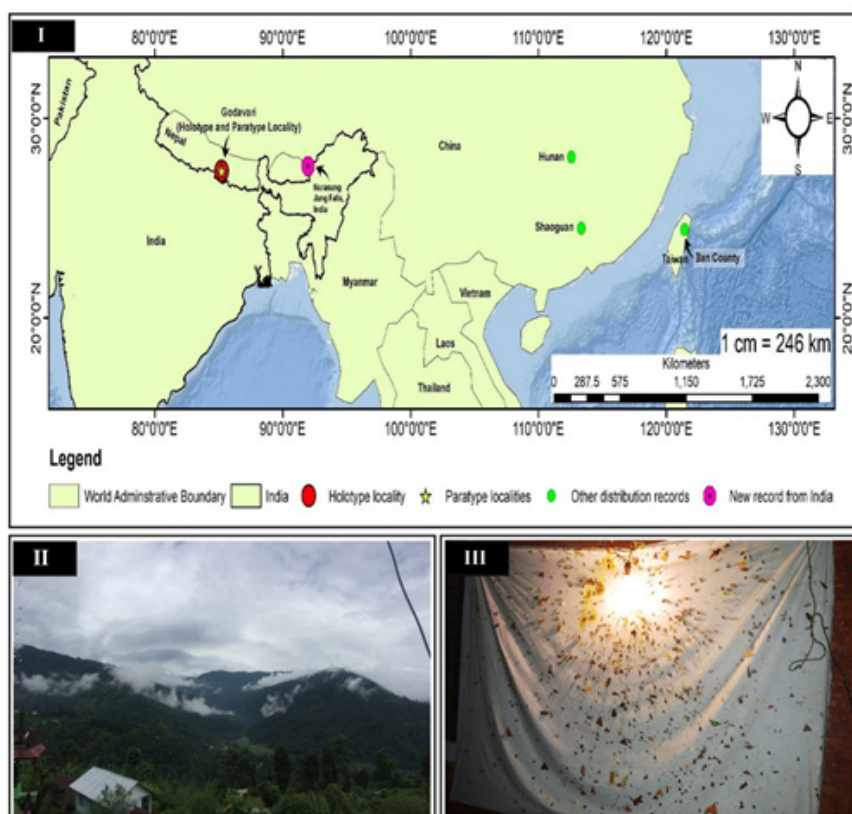 I
80°0'0"E 90°0'0"E 100°0'0"E 110°0'0"E 120°0'0"E 130°0'0"E
N
W E
S
30°0'0"N
20°0'0"N
30°0'0"N
20°0'0"N
Pakistan
Godavari
(Holotype and Paratype Locality)
Nepal
China
Hunan
Jang Falls,
India
Shaoguan
India
Taiwan
Ilan County
Myanmar
Vietnam
Laos
Thailand
1 cm = 246 km
Kilometers
0 287.5 575 1,150 1,725 2,300
80°0'0"E 90°0'0"E 100°0'0"E 110°0'0"E 120°0'0"E 130°0'0"E
Legend
World Adminstrative Boundary India Holotype locality Paratype localities Other distribution records New record from India
II
III